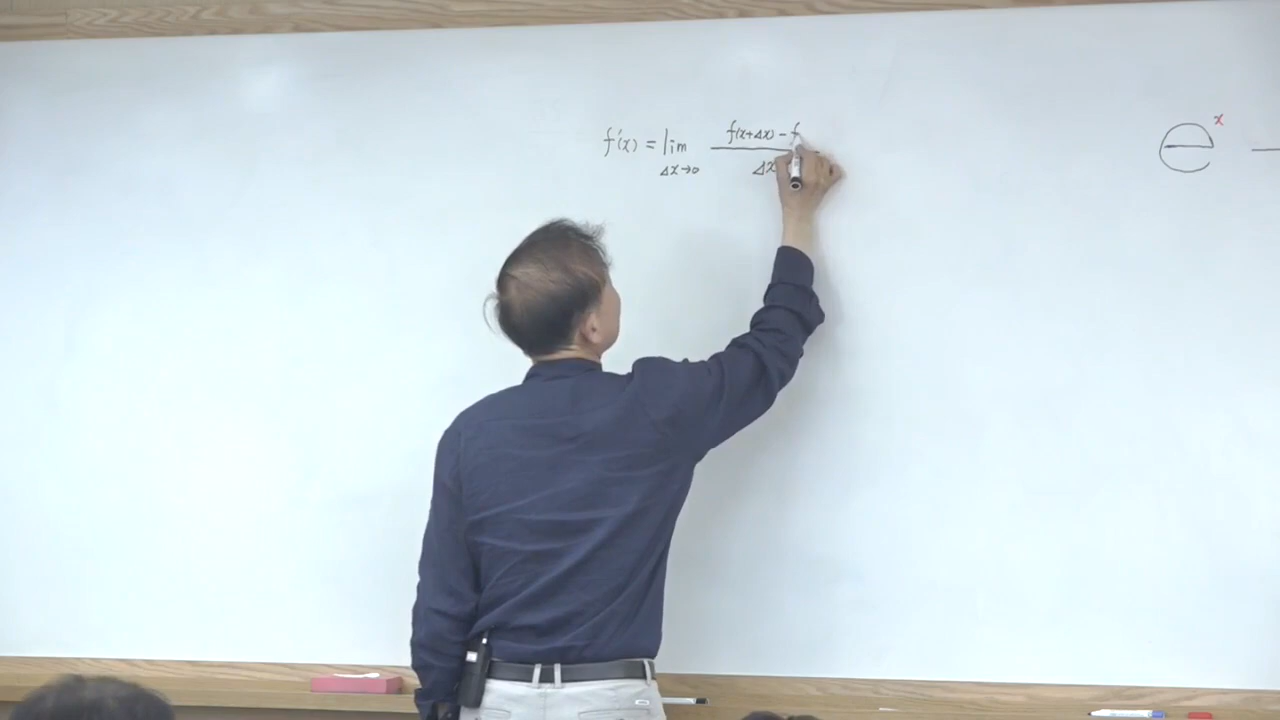 f'(x) = lim Δx→0 f(x+Δx) - f / Δx
e^x